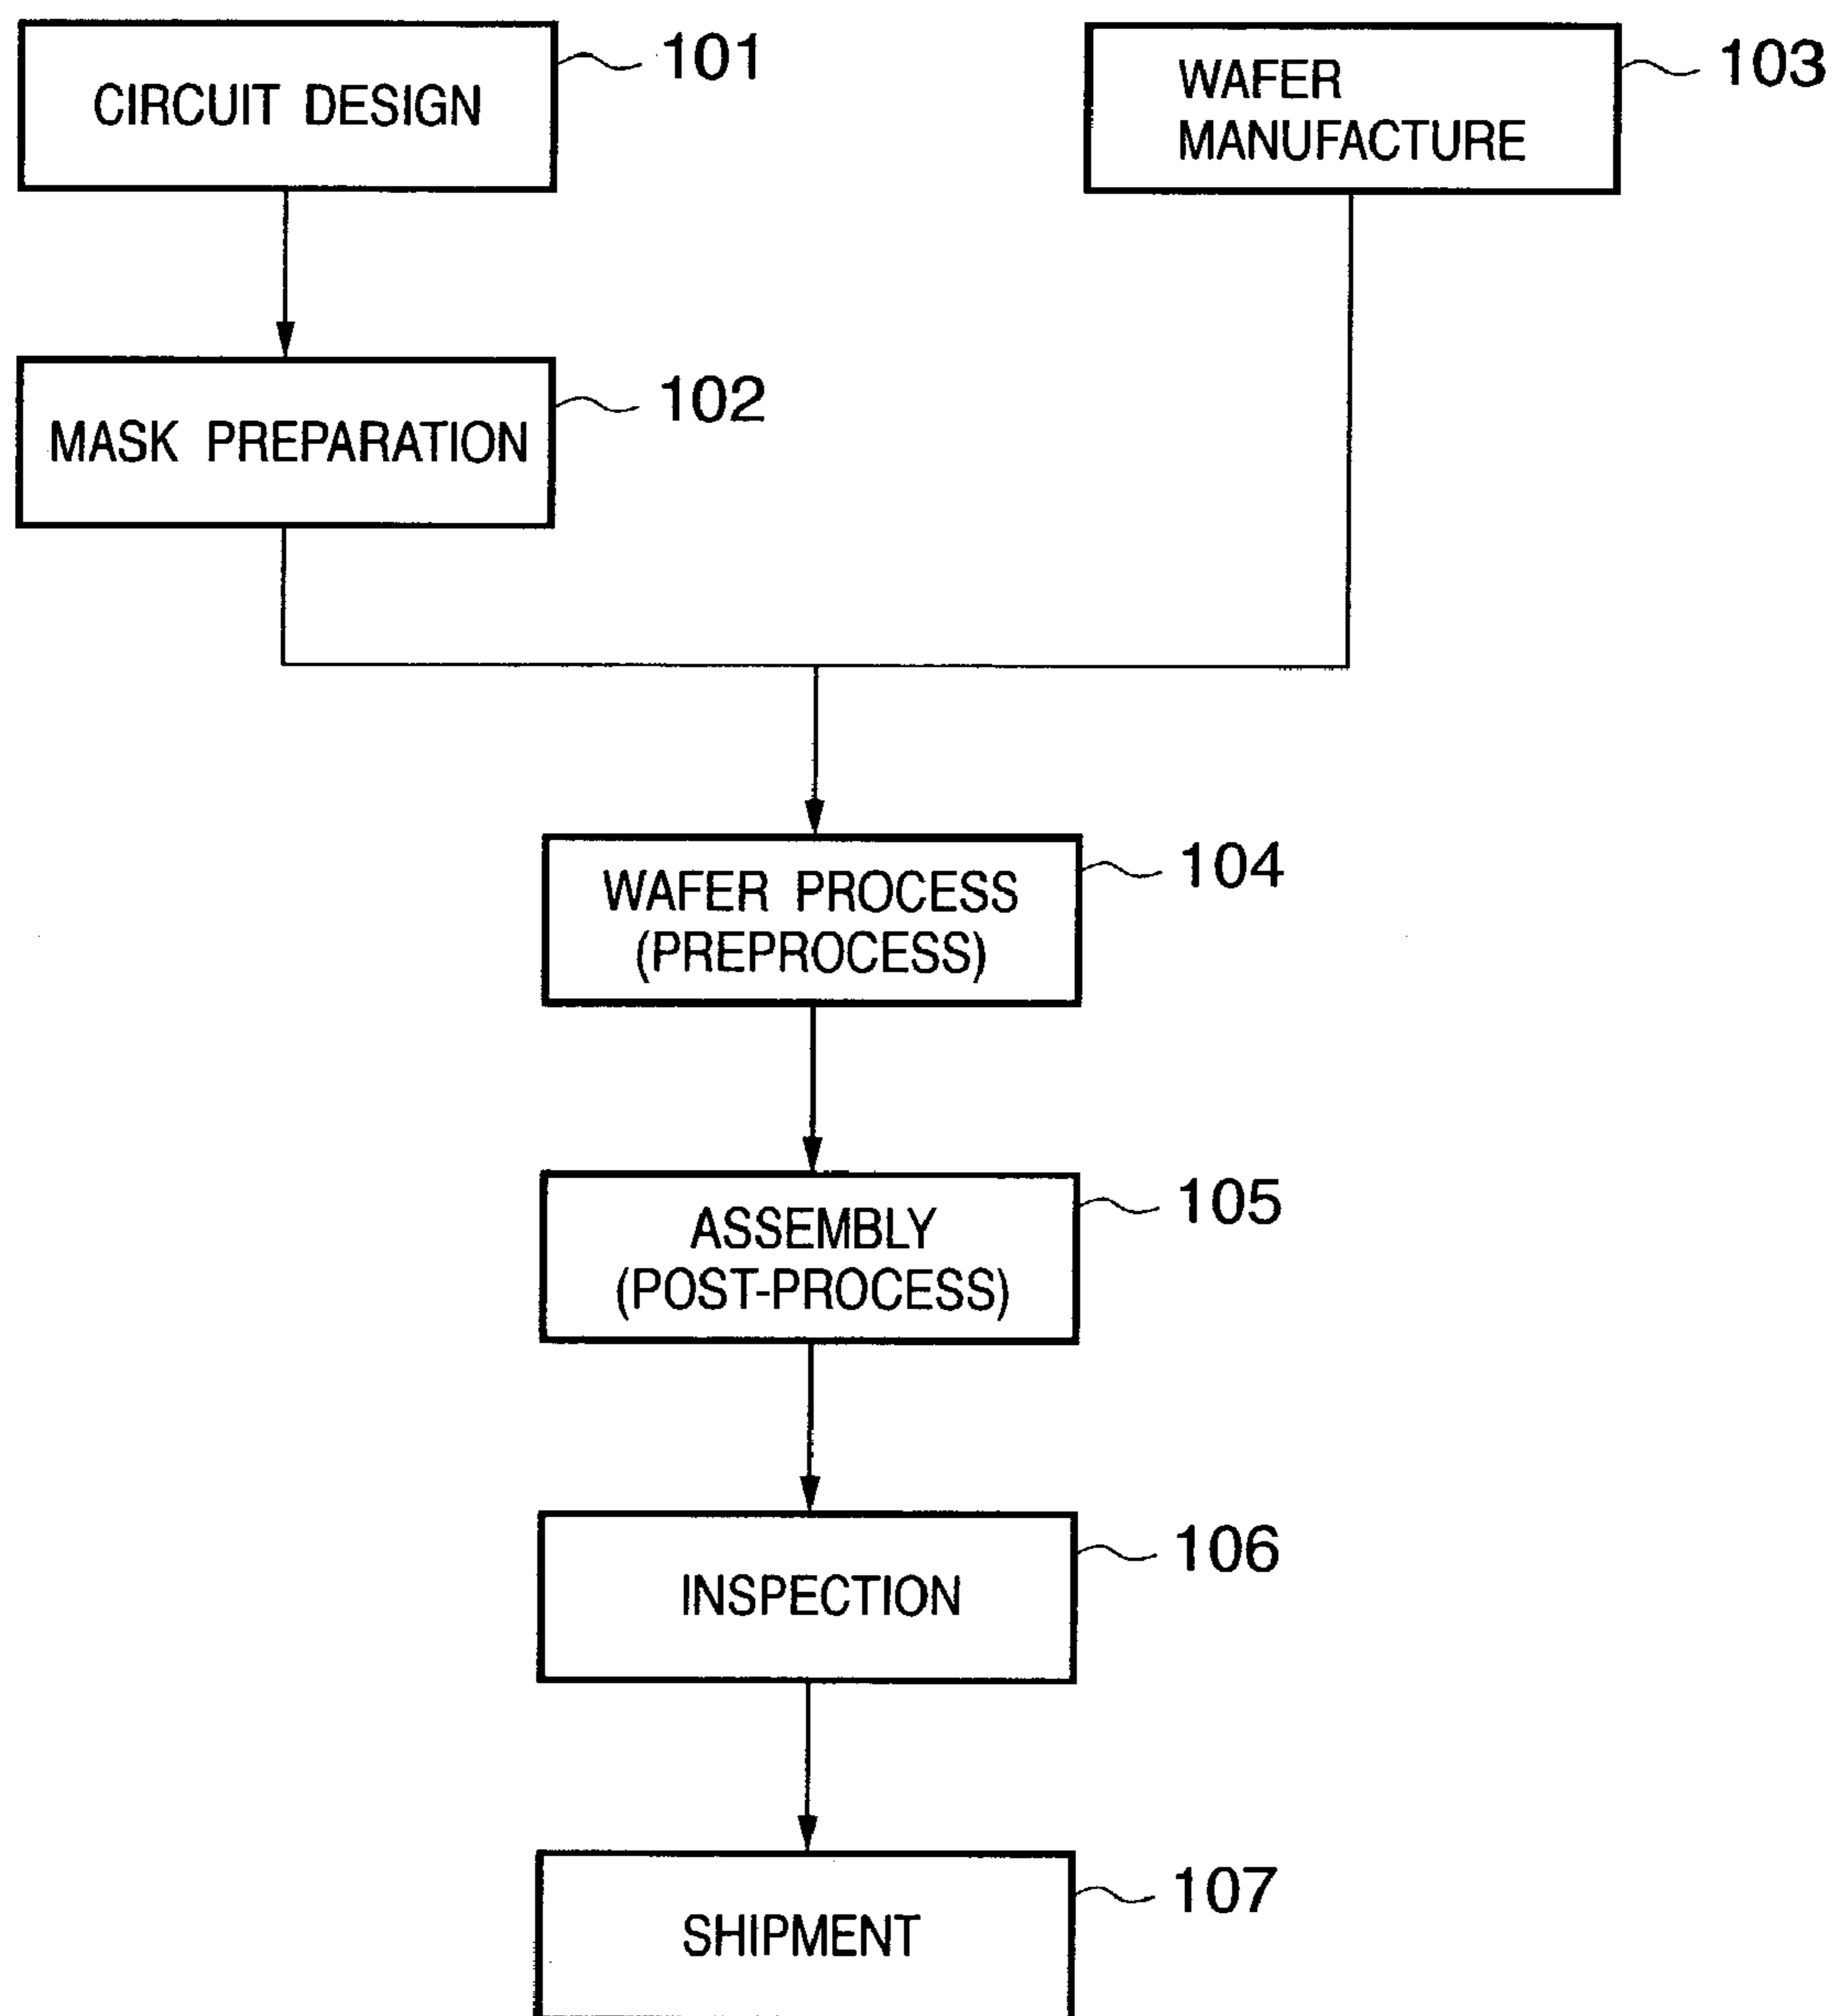 101
CIRCUIT DESIGN
103
WAFER
MANUFACTURE
102
MASK PREPARATION
104
WAFER PROCESS
(PREPROCESS)
105
ASSEMBLY
(POST-PROCESS)
106
INSPECTION
107
SHIPMENT